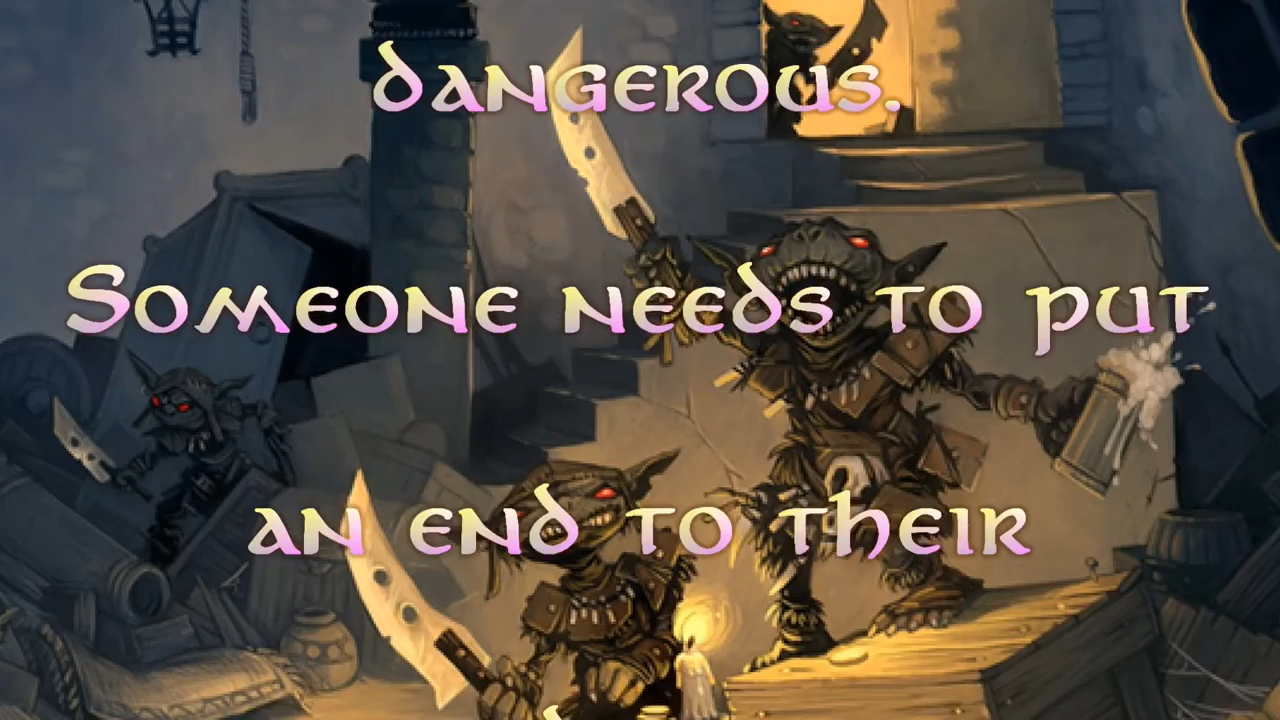 dangerous.
Someone needs to put
an end to their